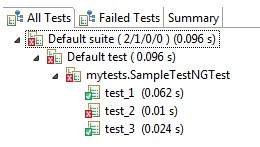 All Tests Failed Tests Summary
Default suite ( 2/1/0/0 ) (0.096 s)
Default test ( 0.096 s)
mytests.SampleTestNGTest
test_1 (0.062 s)
test_2 (0.01 s)
test_3 (0.024 s)